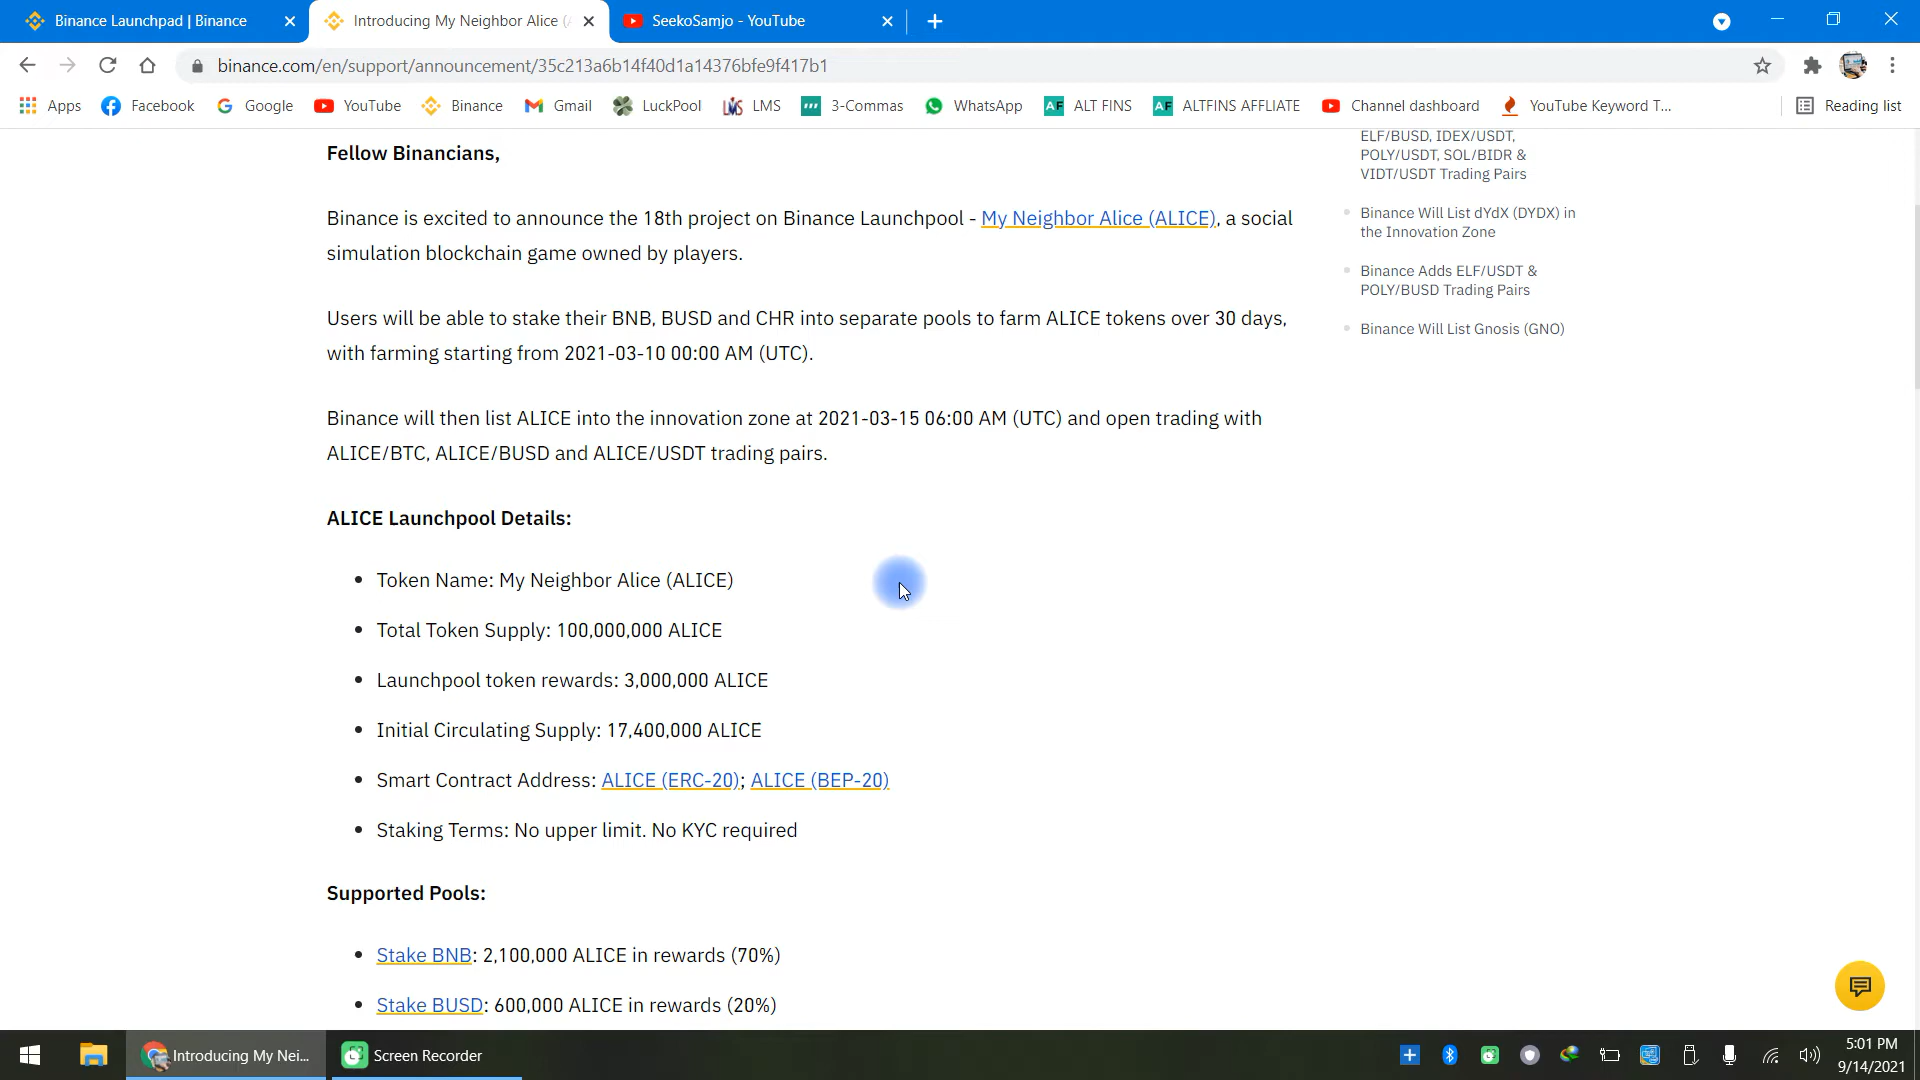 Binance Launchpad | Binance
Introducing My Neighbor Alice (
SeekoSamjo - YouTube
binance.com/en/support/announcement/35c213a6b14f40d1a14376bfe9f417b1
Apps
Facebook
Google
YouTube
Binance
Gmail
LuckPool
LMS
3-Commas
WhatsApp
AF ALT FINS
AF ALTFINS AFFLIATE
Channel dashboard
YouTube Keyword T...
Reading list
Fellow Binancians,
Binance is excited to announce the 18th project on Binance Launchpool - My Neighbor Alice (ALICE), a social
simulation blockchain game owned by players.
Users will be able to stake their BNB, BUSD and CHR into separate pools to farm ALICE tokens over 30 days,
with farming starting from 2021-03-10 00:00 AM (UTC).
Binance will then list ALICE into the innovation zone at 2021-03-15 06:00 AM (UTC) and open trading with
ALICE/BTC, ALICE/BUSD and ALICE/USDT trading pairs.
ALICE Launchpool Details:
• Token Name: My Neighbor Alice (ALICE)
• Total Token Supply: 100,000,000 ALICE
• Launchpool token rewards: 3,000,000 ALICE
• Initial Circulating Supply: 17,400,000 ALICE
• Smart Contract Address: ALICE (ERC-20); ALICE (BEP-20)
• Staking Terms: No upper limit. No KYC required
Supported Pools:
• Stake BNB: 2,100,000 ALICE in rewards (70%)
• Stake BUSD: 600,000 ALICE in rewards (20%)
ELF/BUSD, IDEX/USDT,
POLY/USDT, SOL/BIDR &
VIDT/USDT Trading Pairs
Binance Will List dYdX (DYDX) in
the Innovation Zone
Binance Adds ELF/USDT &
POLY/BUSD Trading Pairs
Binance Will List Gnosis (GNO)
Introducing My Nei...
Screen Recorder
5:01 PM
9/14/2021